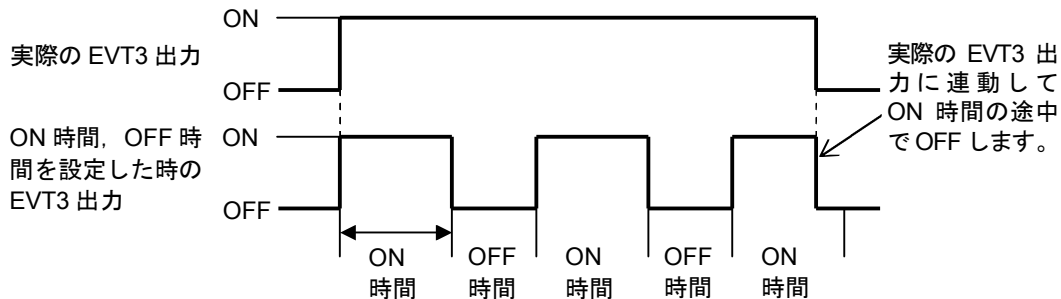 ON
実際の EVT3 出力
OFF
実際の EVT3 出
力に連動して
ON 時間の途中
で OFF します。
ON 時間, OFF 時
間を設定した時の
EVT3 出力
ON
OFF
ON
時間
OFF
時間
ON
時間
OFF
時間
ON
時間